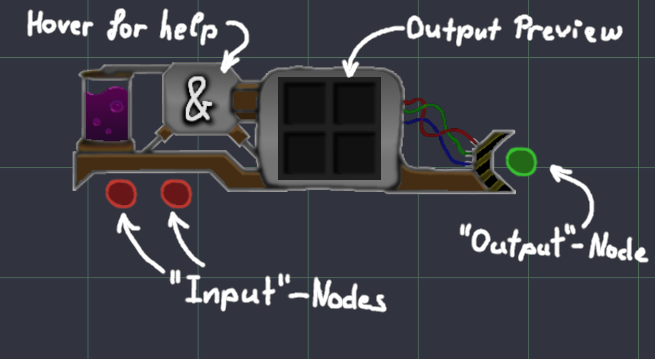 Hover for help
Output Preview
&
"Output"-Node
"Input"-Nodes